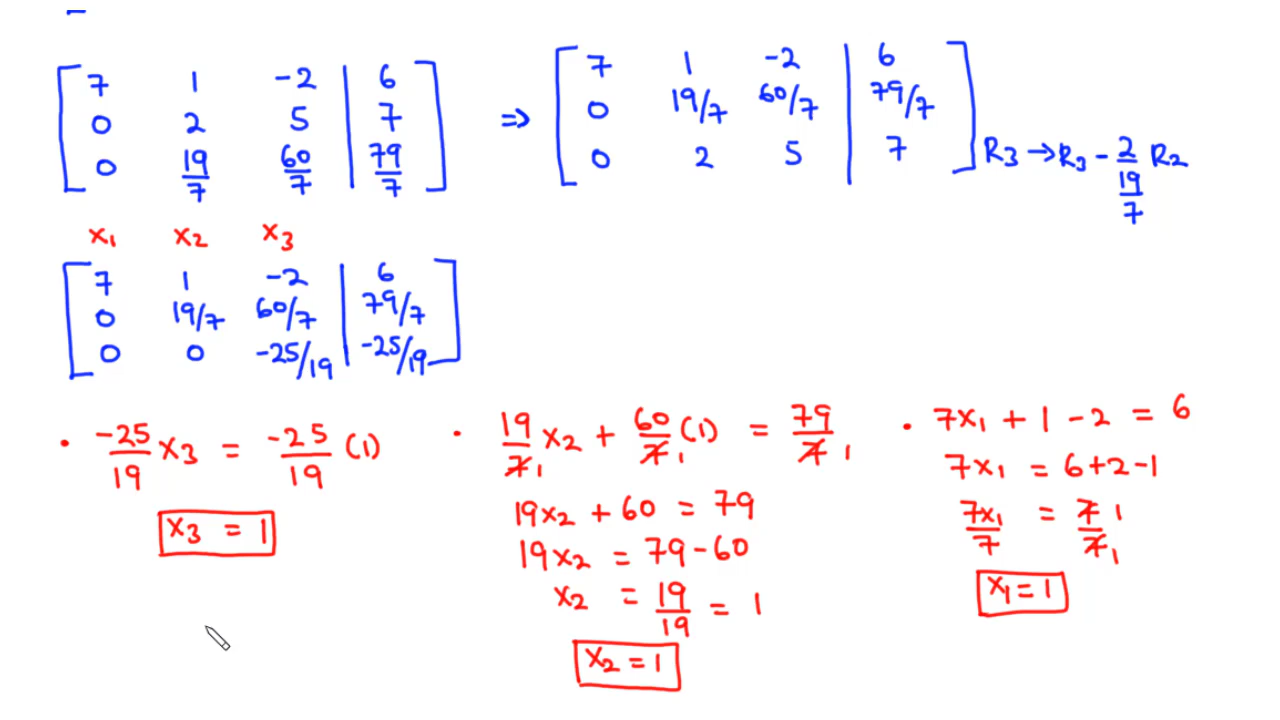 7 1 -2 | 6
0 2 5 | 7
0 19/7 60/7 | 79/7
⇒
7 1 -2 | 6
0 19/7 60/7 | 79/7
0 2 5 | 7
R3 → R3 - 2/(19/7) R2
x1 x2 x3
7 1 -2 | 6
0 19/7 60/7 | 79/7
0 0 -25/19 | -25/19
• -25/19 x3 = -25/19 (1)
x3 = 1
• 19/7 1 x2 + 60/7 1 (1) = 79/7 1
19x2 + 60 = 79
19x2 = 79-60
x2 = 19/19 = 1
x2 = 1
• 7x1 + 1 - 2 = 6
7x1 = 6+2-1
7x1/7 = 7 1/7 1
x1 = 1